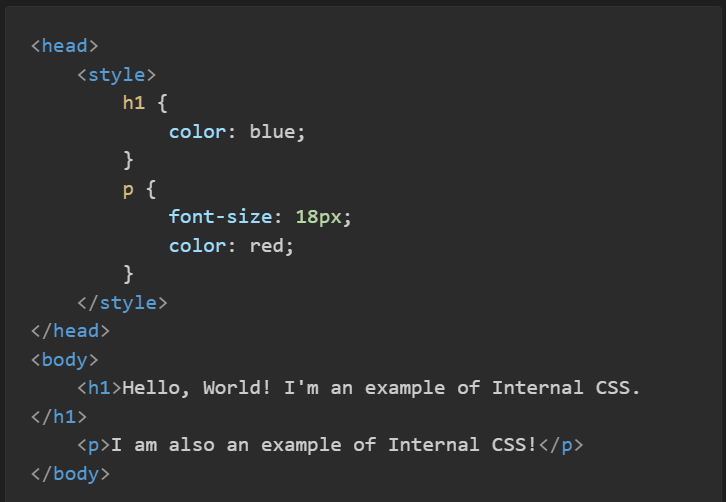 <head>
    <style>
        h1 {
            color: blue;
        }
        p {
            font-size: 18px;
            color: red;
        }
    </style>
</head>
<body>
    <h1>Hello, World! I'm an example of Internal CSS.
</h1>
    <p>I am also an example of Internal CSS!</p>
</body>